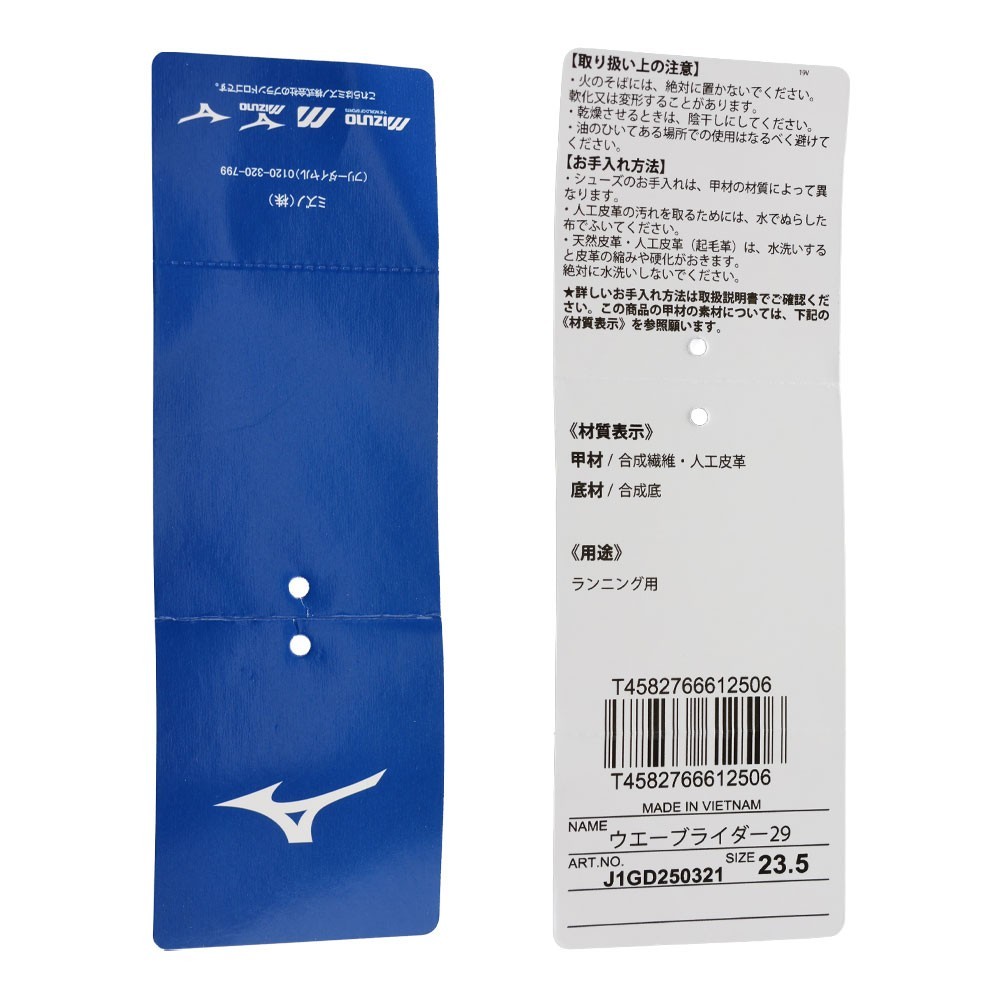 ミズノ(株)
(フリーダイヤル)0120-320-799
MIZUNO
THE WORLD OF SPORTS
MIZUNO
これらはミズノ株式会社のブランドロゴです。
【取り扱い上の注意】
19V
・火のそばには、絶対に置かないでください。
軟化又は変形することがあります。
・乾燥させるときは、陰干しにしてください。
・油のひいてある場所での使用はなるべく避けて
ください。
【お手入れ方法】
・シューズのお手入れは、甲材の材質によって異
なります。
・人工皮革の汚れを取るためには、水でぬらした
布でふいてください。
・天然皮革・人工皮革(起毛革)は、水洗いする
と皮革の縮みや硬化がおきます。
絶対に水洗いしないでください。
★詳しいお手入れ方法は取扱説明書でご確認くだ
さい。この商品の甲材の素材については、下記の
《材質表示》を参照願います。
《材質表示》
甲材 / 合成繊維・人工皮革
底材 / 合成底
《用途》
ランニング用
T4582766612506
T4582766612506
MADE IN VIETNAM
NAME ウエーブライダー29
ART.NO. J1GD250321 SIZE 23.5